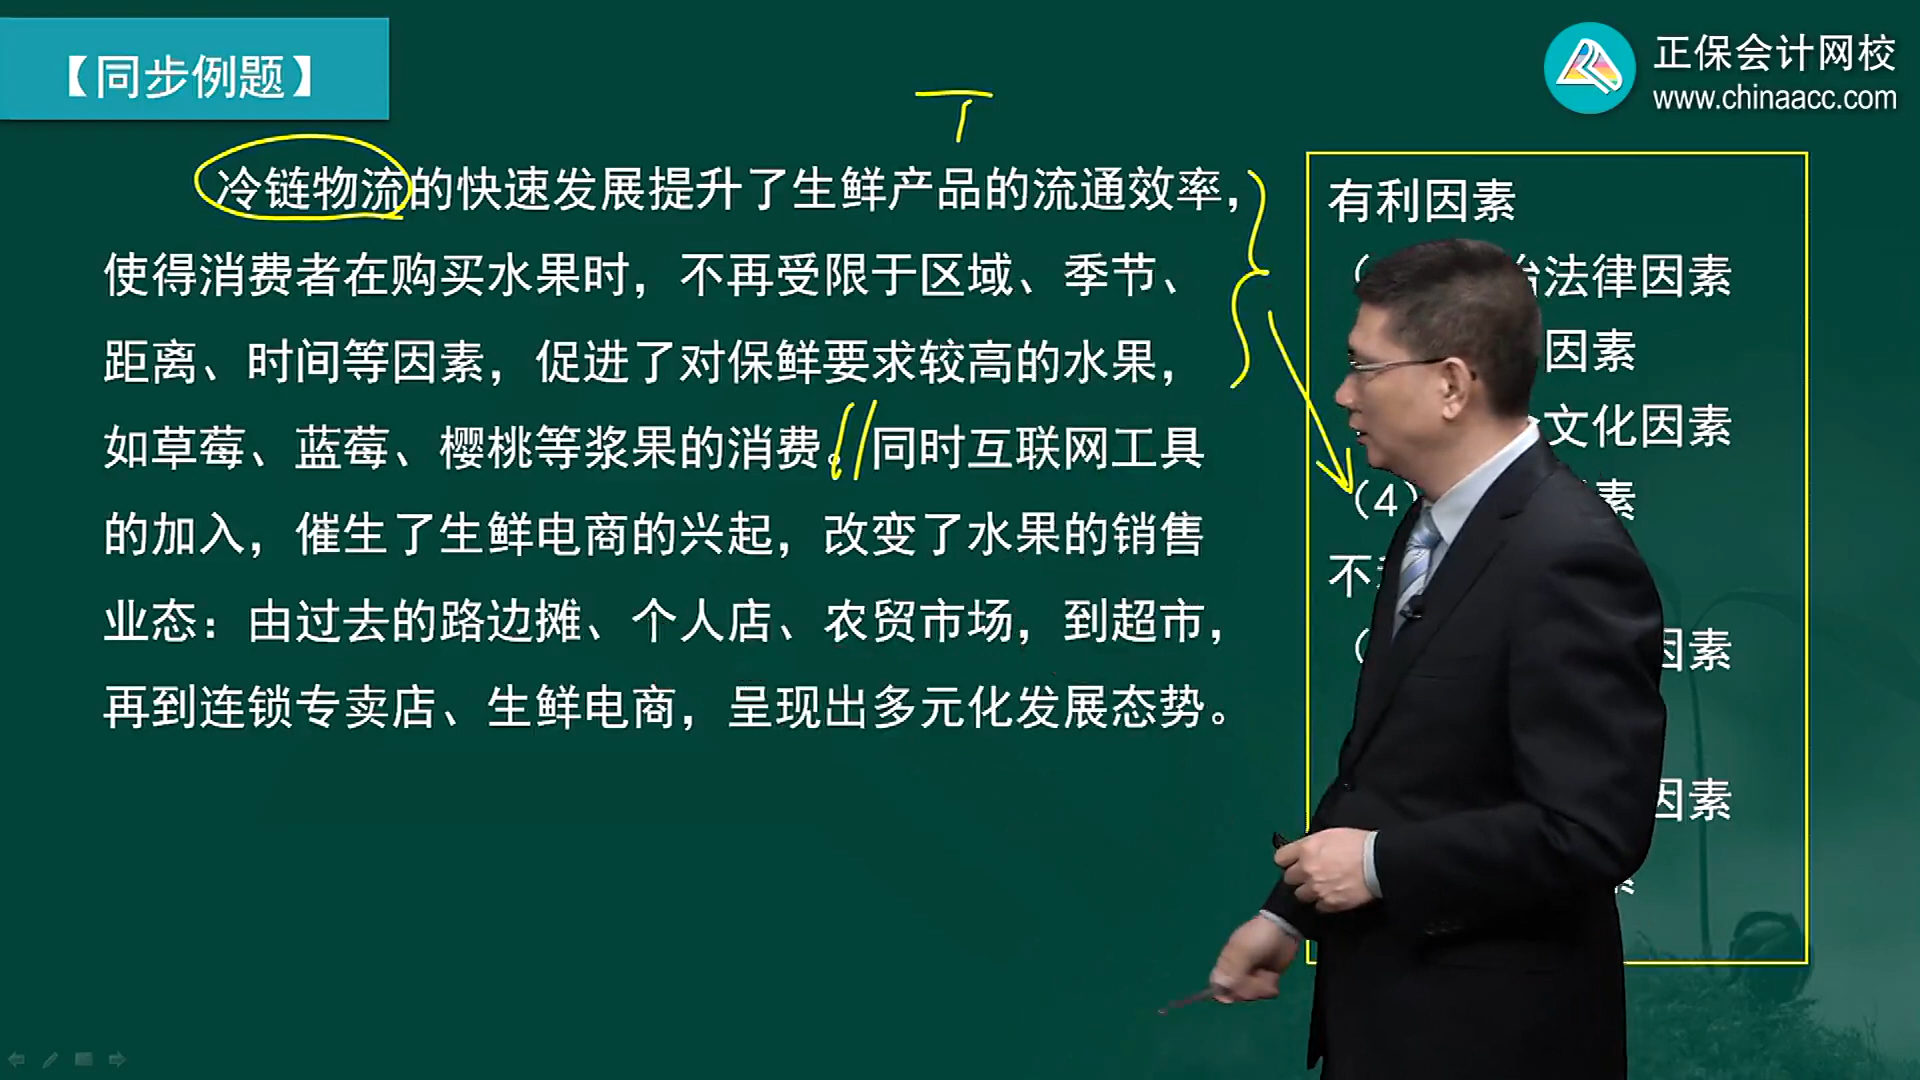 【同步例题】
正保会计网校
www.chinaacc.com
T
冷链物流的快速发展提升了生鲜产品的流通效率，
使得消费者在购买水果时，不再受限于区域、季节、
距离、时间等因素，促进了对保鲜要求较高的水果，
如草莓、蓝莓、樱桃等浆果的消费。同时互联网工具
的加入，催生了生鲜电商的兴起，改变了水果的销售
业态：由过去的路边摊、个人店、农贸市场，到超市，
再到连锁专卖店、生鲜电商，呈现出多元化发展态势。
有利因素
（ 治法律因素
因素
文化因素
（4） 素
不
（ 因素
因素